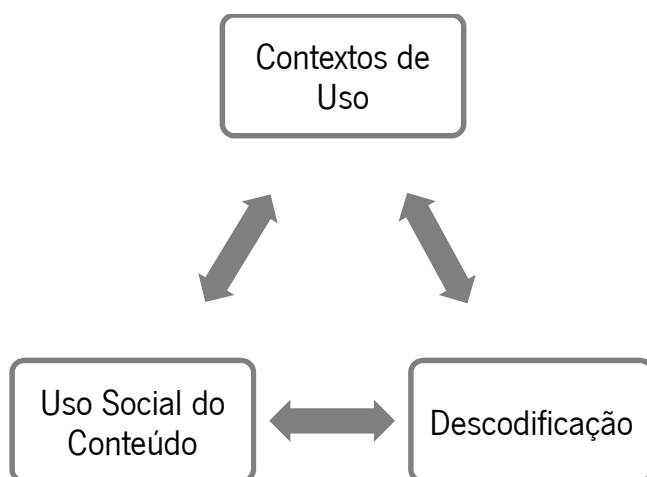 Contextos de
Uso
Uso Social do
Conteúdo
Descodificação